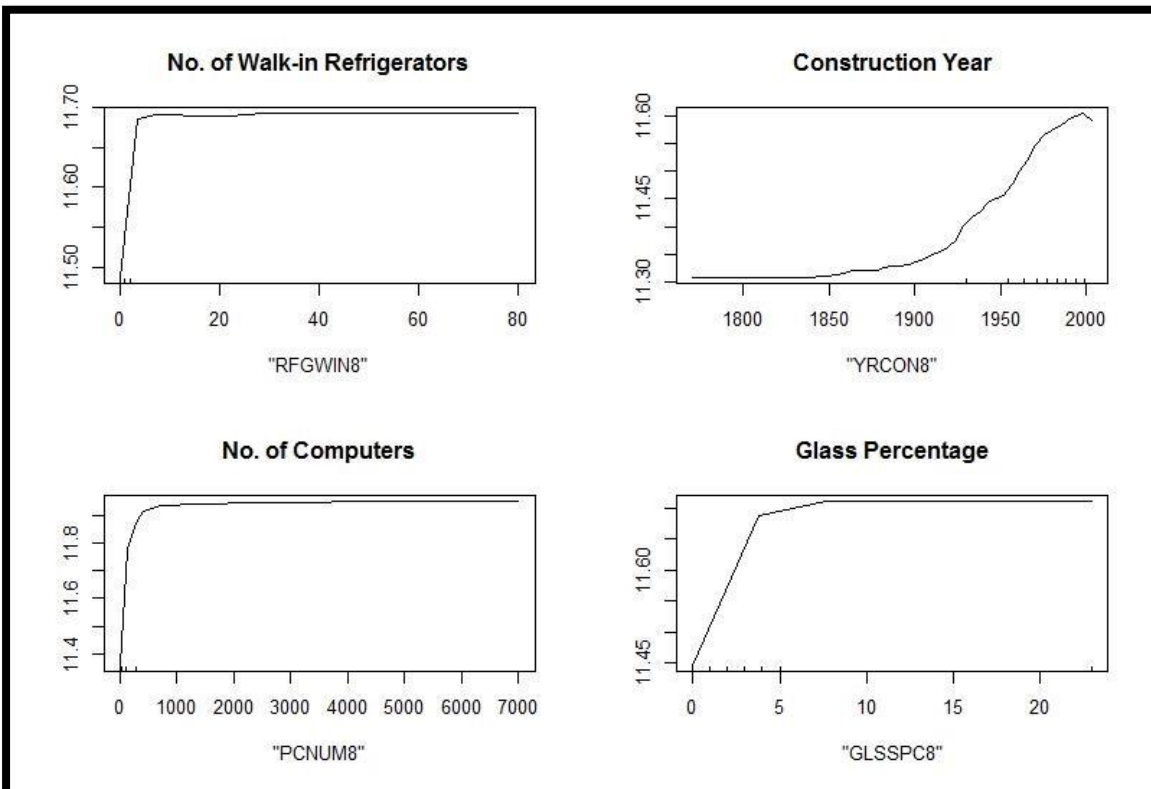 No. of Walk-in Refrigerators
11.70
11.60
11.50
0 20 40 60 80
"RFGWIN8"
Construction Year
11.60
11.45
11.30
1800 1850 1900 1950 2000
"YRCON8"
No. of Computers
11.8
11.6
11.4
0 1000 2000 3000 4000 5000 6000 7000
"PCNUM8"
Glass Percentage
11.60
11.45
0 5 10 15 20
"GLSSPC8"